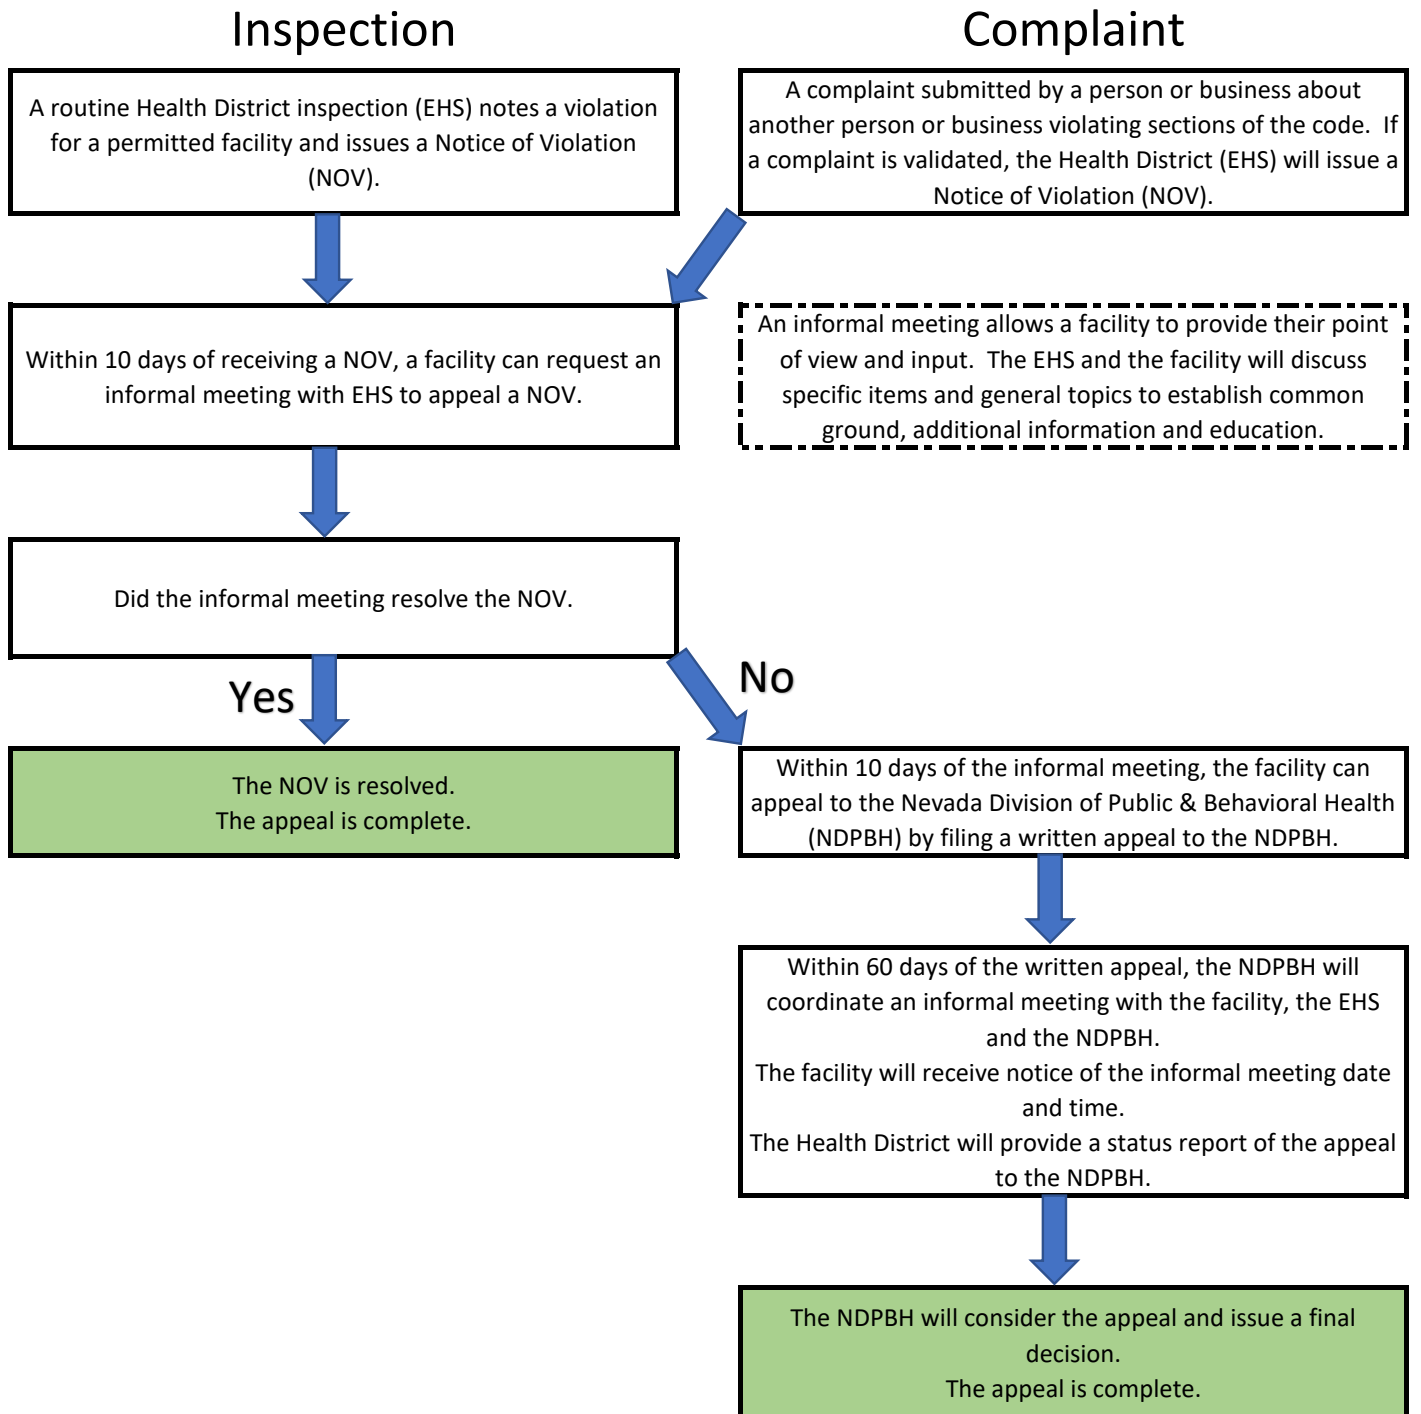 Inspection
Complaint
A routine Health District inspection (EHS) notes a violation
for a permitted facility and issues a Notice of Violation
(NOV).
A complaint submitted by a person or business about
another person or business violating sections of the code.  If
a complaint is validated, the Health District (EHS) will issue a
Notice of Violation (NOV).
Within 10 days of receiving a NOV, a facility can request an
informal meeting with EHS to appeal a NOV.
An informal meeting allows a facility to provide their point
of view and input.  The EHS and the facility will discuss
specific items and general topics to establish common
ground, additional information and education.
Did the informal meeting resolve the NOV.
Yes
No
The NOV is resolved.
The appeal is complete.
Within 10 days of the informal meeting, the facility can
appeal to the Nevada Division of Public & Behavioral Health
(NDPBH) by filing a written appeal to the NDPBH.
Within 60 days of the written appeal, the NDPBH will
coordinate an informal meeting with the facility, the EHS
and the NDPBH.
The facility will receive notice of the informal meeting date
and time.
The Health District will provide a status report of the appeal
to the NDPBH.
The NDPBH will consider the appeal and issue a final
decision.
The appeal is complete.